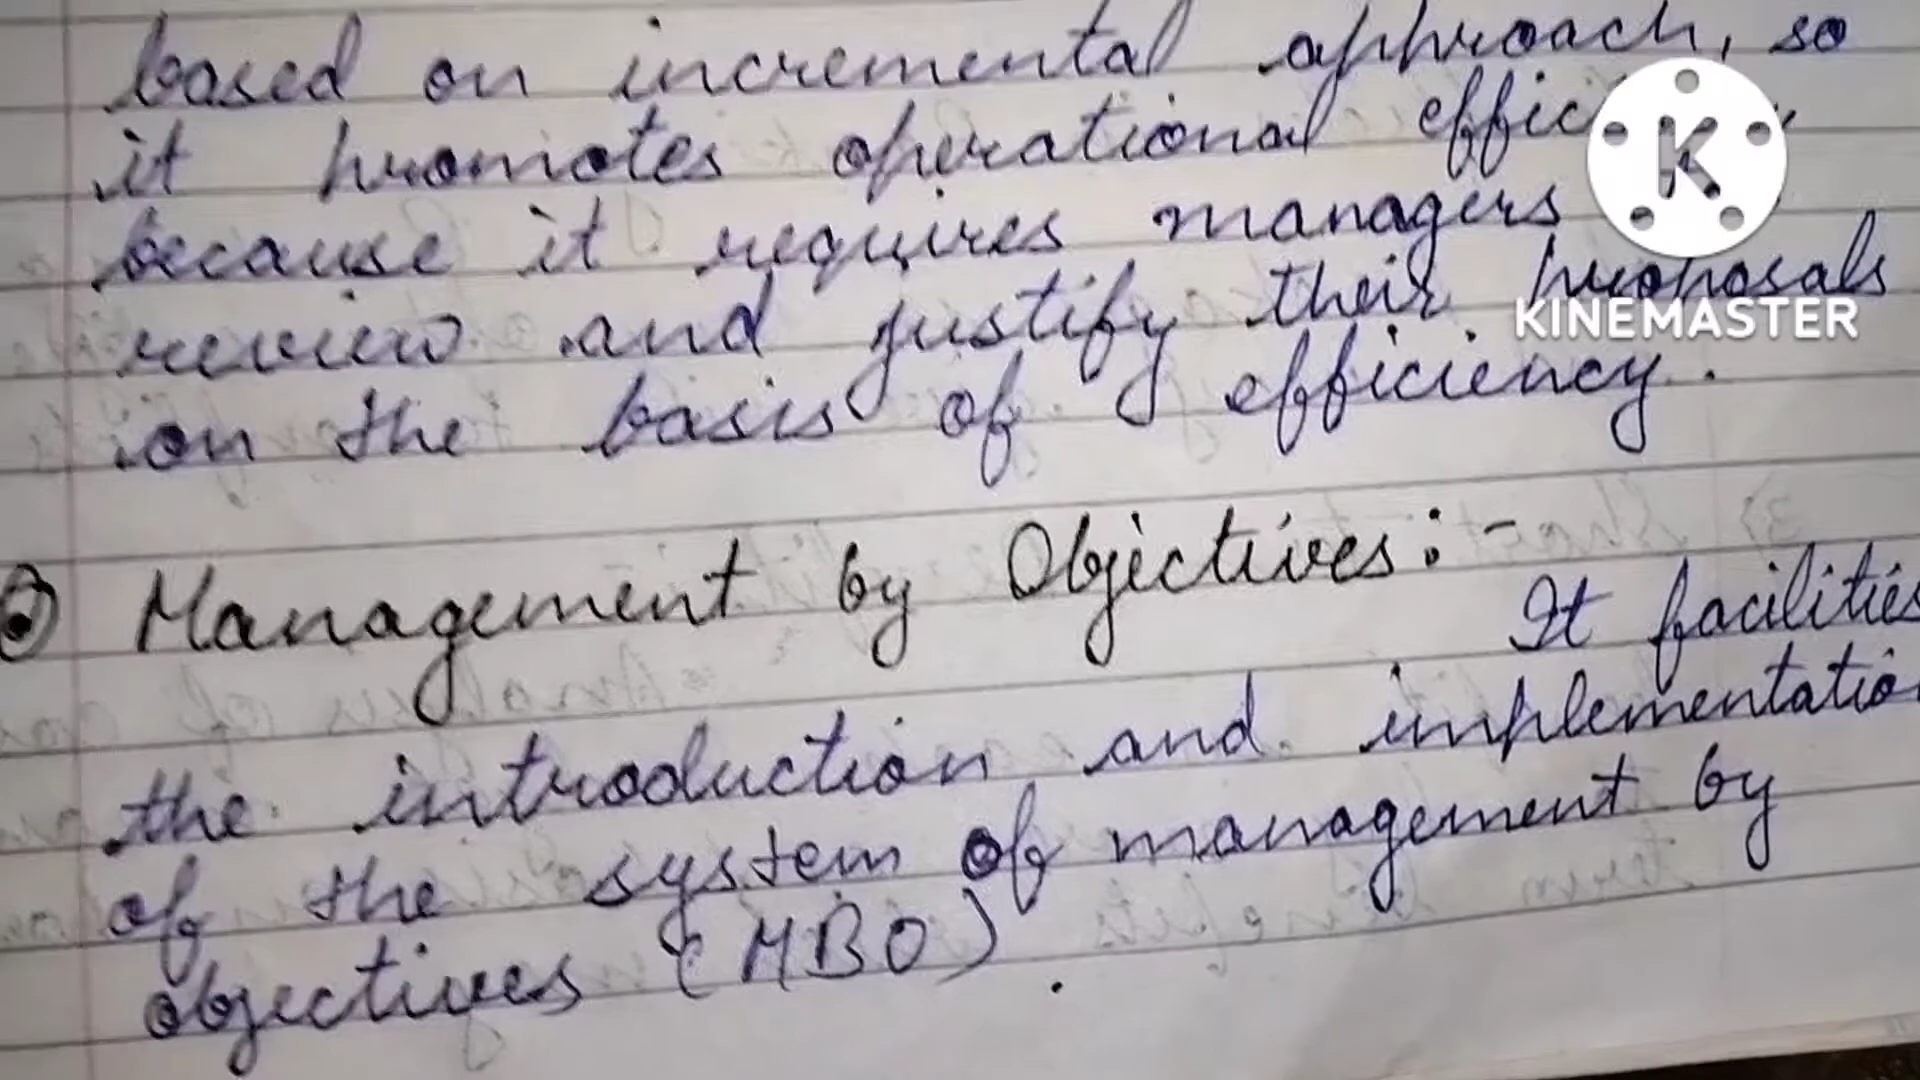 based on incremental approach, so
it promotes operational
because it requires managers
review and justify their proposals
on the basis of efficiency.
Management by Objectives:-
It facilities
the introduction and implementation
of the system of management by
objectives (MBO).
K
KINEMASTER